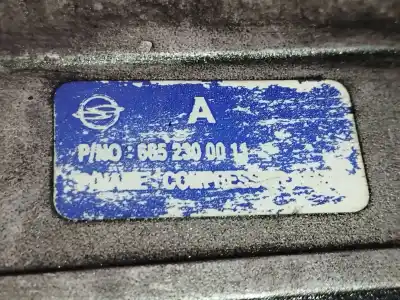 A
P/NO : 665 230 00 11
P/NAME : COMPRESS